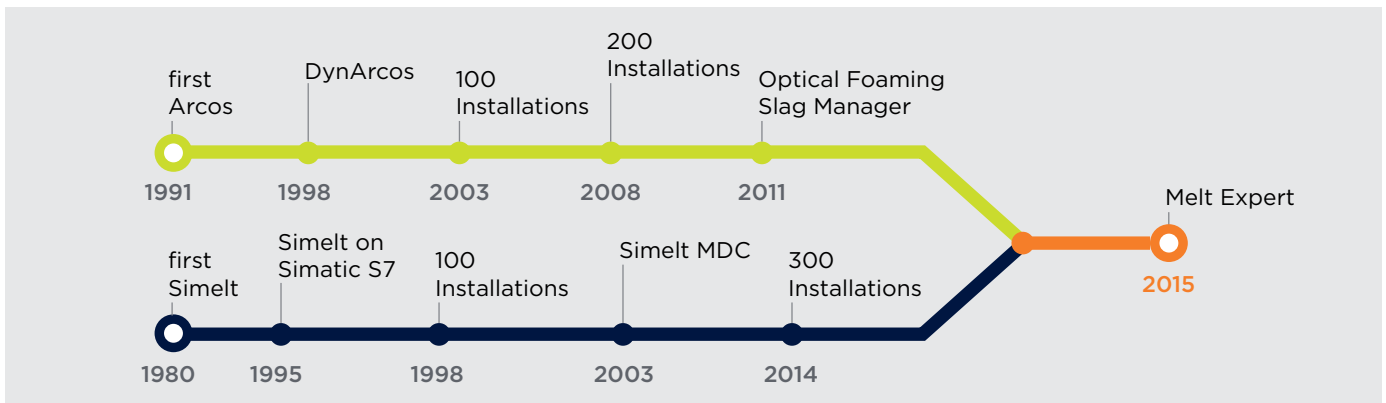 first
Arcos
DynArcos
100
Installations
200
Installations
Optical Foaming
Slag Manager
1991
1998
2003
2008
2011
first
Simelt
Simelt on
Simatic S7
100
Installations
Simelt MDC
300
Installations
1980
1995
1998
2003
2014
Melt Expert
2015